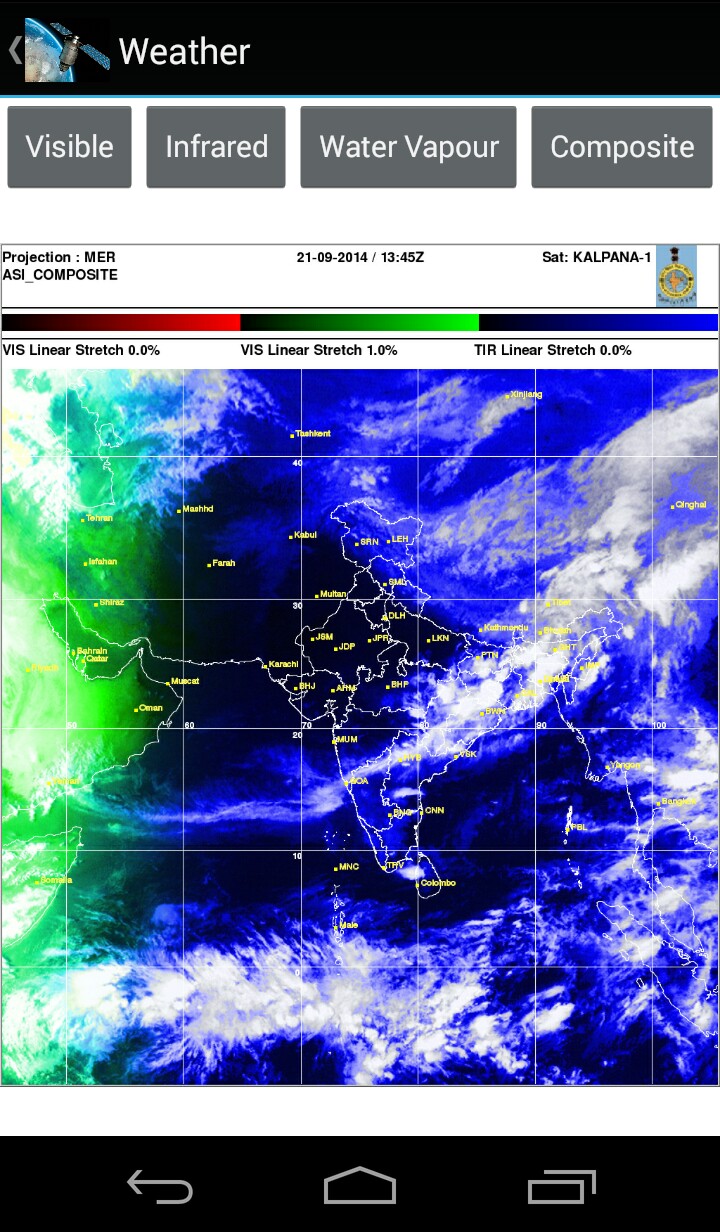 Weather
Visible Infrared Water Vapour Composite
Projection : MER 21-09-2014 / 13:45Z Sat: KALPANA-1
ASI_COMPOSITE
VIS Linear Stretch 0.0% VIS Linear Stretch 1.0% TIR Linear Stretch 0.0%
Xinjiang
Tashkent
40
Mashhd Qinghai
Tehran
Kabul SRN LEH
Isfahan Farah
SML
Multan
Shiraz 30
DLH
Kathmandu
JSM JDP JPR LKN
Bahrain PTN
Qatar Karachi
Muscat BHJ AHM BHP
Oman
50 60 70 80 90 100
20
MUM
VSK Yangon
GOA
BNG CNN
PBL
10
MNC THV
Somalia Colombo
Male
0